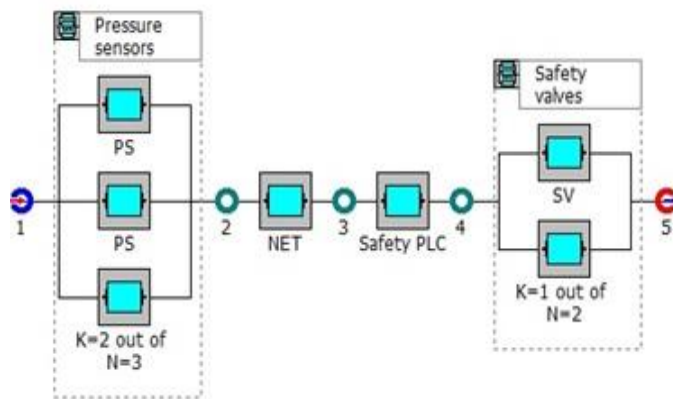 Pressure
sensors
PS
PS
K=2 out of
N=3
1
2
NET
3
Safety PLC
4
Safety
valves
SV
K=1 out of
N=2
5